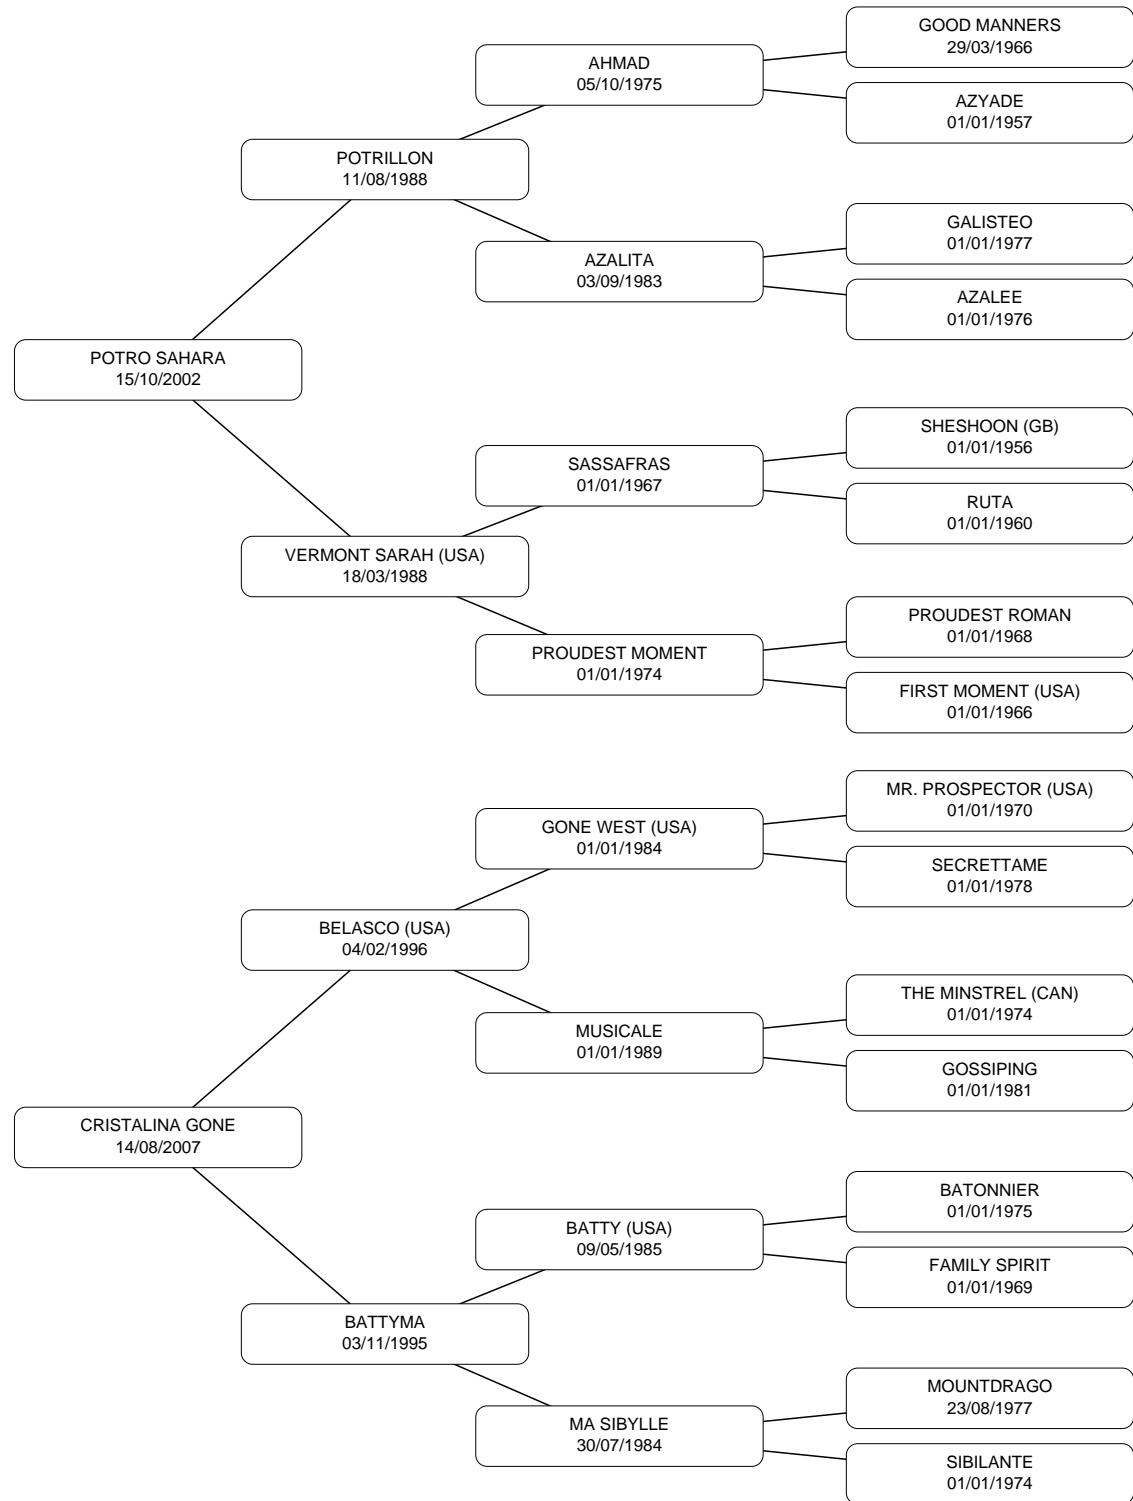 GOOD MANNERS
29/03/1966
AHMAD
05/10/1975
AZYADE
01/01/1957
POTRILLON
11/08/1988
GALISTEO
01/01/1977
AZALITA
03/09/1983
AZALEE
01/01/1976
POTRO SAHARA
15/10/2002
SHESHOON (GB)
01/01/1956
SASSAFRAS
01/01/1967
RUTA
01/01/1960
VERMONT SARAH (USA)
18/03/1988
PROUDEST ROMAN
01/01/1968
PROUDEST MOMENT
01/01/1974
FIRST MOMENT (USA)
01/01/1966
MR. PROSPECTOR (USA)
01/01/1970
GONE WEST (USA)
01/01/1984
SECRETTAME
01/01/1978
BELASCO (USA)
04/02/1996
THE MINSTREL (CAN)
01/01/1974
MUSICALE
01/01/1989
GOSSIPING
01/01/1981
CRISTALINA GONE
14/08/2007
BATONNIER
01/01/1975
BATTY (USA)
09/05/1985
FAMILY SPIRIT
01/01/1969
BATTYMA
03/11/1995
MOUNTDRAGO
23/08/1977
MA SIBYLLE
30/07/1984
SIBILANTE
01/01/1974